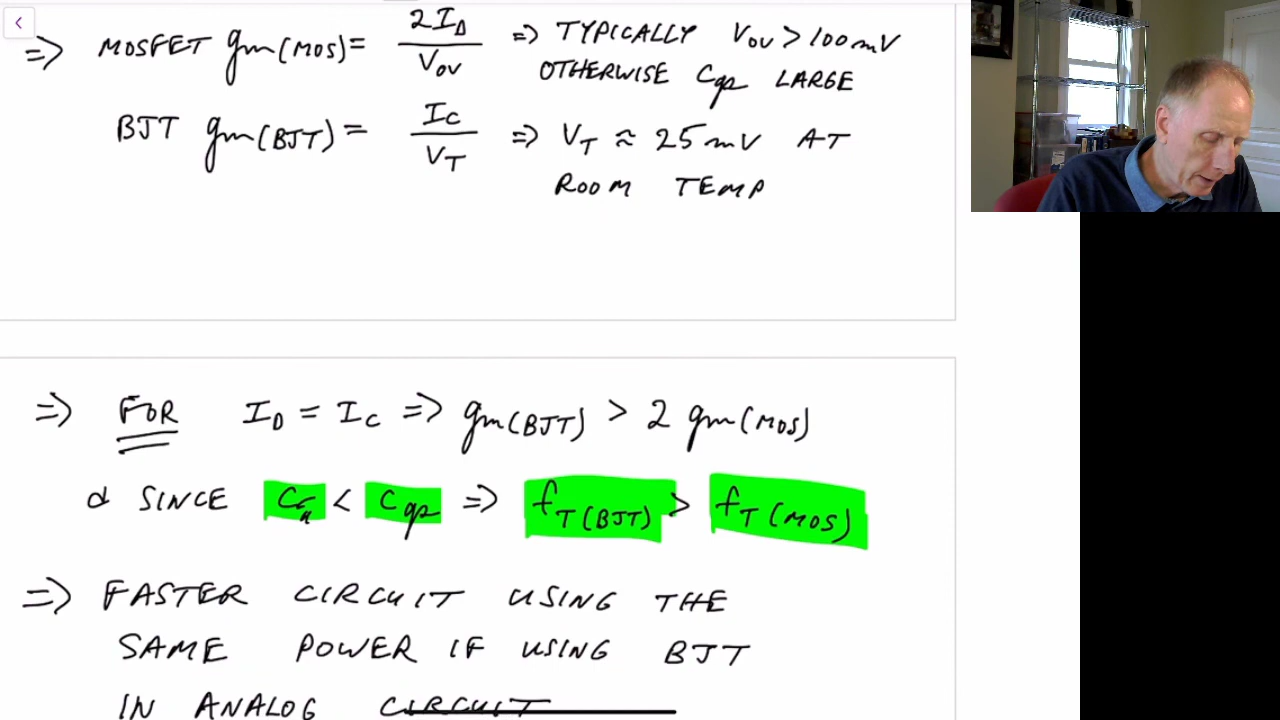 => MOSFET gm(MOS) = 2ID / VOV => TYPICALLY VOV > 100mV
OTHERWISE Cgs LARGE
BJT gm(BJT) = IC / VT => VT ≈ 25mV AT
ROOM TEMP
=> FOR ID = IC => gm(BJT) > 2 gm(MOS)
SINCE < Cgs => fT(BJT) > fT(MOS)
=> FASTER CIRCUIT USING THE
SAME POWER IF USING BJT
IN ANALOG CIRCUIT